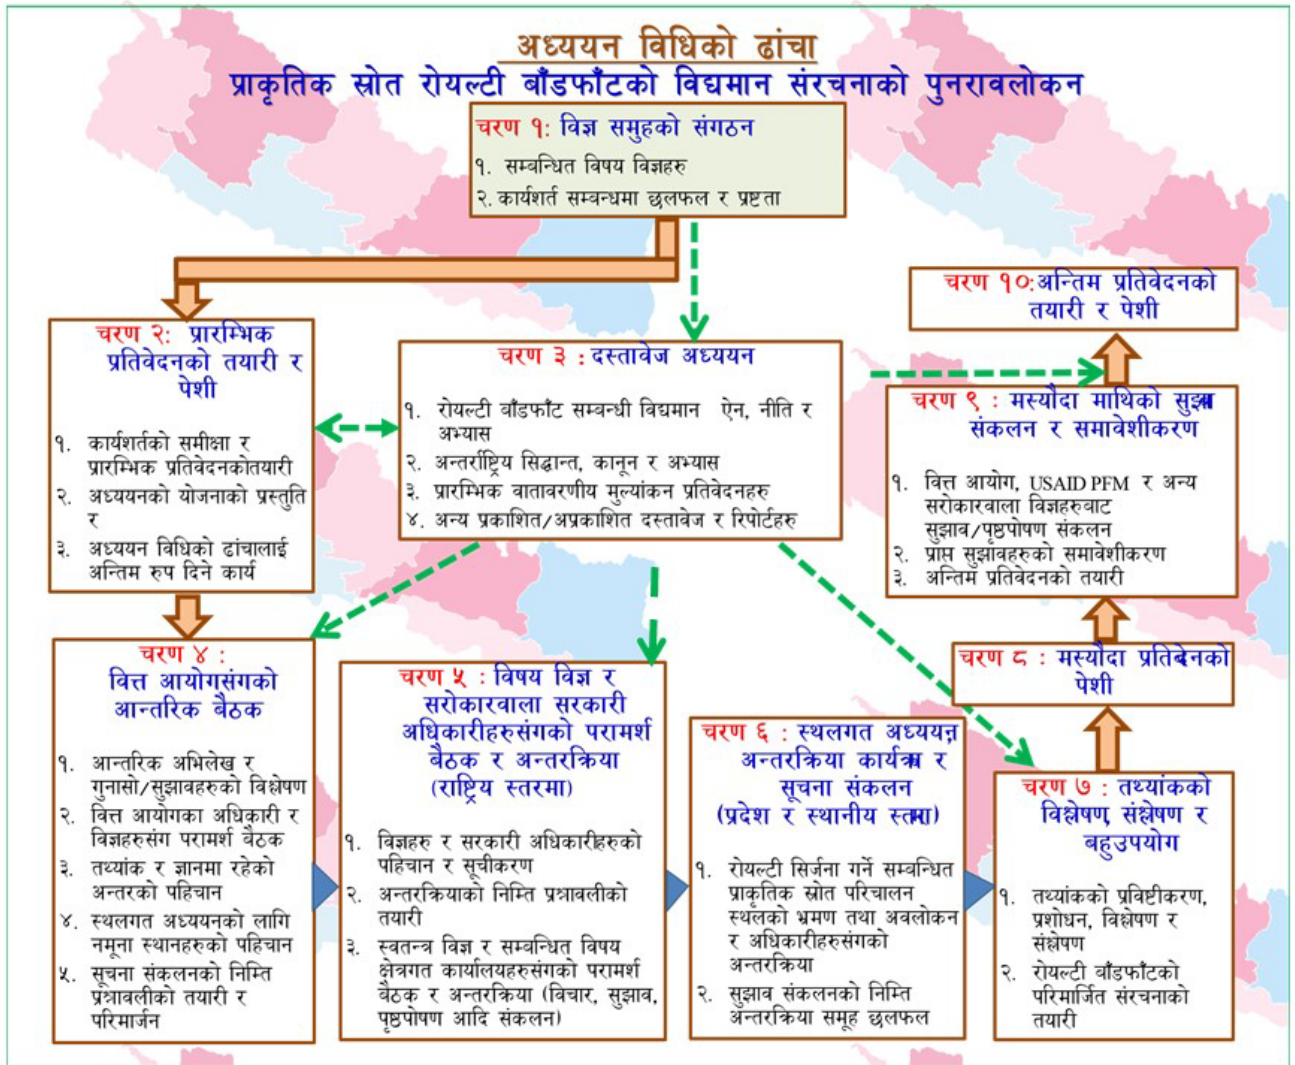 अध्ययन विधिको ढांचा
प्राकृतिक स्रोत रोयल्टी बाँडफाँटको विद्यमान संरचनाको पुनरावलोकन
चरण १: विज्ञ समुहको संगठन
१. सम्बन्धित विषय विज्ञहरु
२. कार्यशर्त सम्बन्धमा छलफल र प्रष्टता
चरण २: प्रारम्भिक
प्रतिवेदनको तयारी र
पेशी
१. कार्यशर्तको समीक्षा र
प्रारम्भिक प्रतिवेदनकोतयारी
२. अध्ययनको योजनाको प्रस्तुति
र
३. अध्ययन विधिको ढांचालाई
अन्तिम रुप दिने कार्य
चरण ३ : दस्तावेज अध्ययन
१. रोयल्टी बाँडफाँट सम्बन्धी विद्यमान ऐन, नीति र
अभ्यास
२. अन्तर्राष्ट्रिय सिद्धान्त, कानून र अभ्यास
३. प्रारम्भिक वातावरणीय मुल्यांकन प्रतिवेदनहरु
४. अन्य प्रकाशित/अप्रकाशित दस्तावेज र रिपोर्टहरु
चरण ४ :
वित्त आयोगसंगको
आन्तरिक बैठक
१. आन्तरिक अभिलेख र
गुनासो/सुझावहरुको विश्लेषण
२. वित्त आयोगका अधिकारी र
विज्ञहरुसंग परामर्श बैठक
३. तथ्यांक र ज्ञानमा रहेको
अन्तरको पहिचान
४. स्थलगत अध्ययनको लागि
नमूना स्थानहरुको पहिचान
५. सूचना संकलनको निम्ति
प्रश्नावलीको तयारी र
परिमार्जन
चरण ५ : विषय विज्ञ र
सरोकारवाला सरकारी
अधिकारीहरुसंगको परामर्श
बैठक र अन्तरक्रिया
(राष्ट्रिय स्तरमा)
१. विज्ञहरु र सरकारी अधिकारीहरुको
पहिचान र सूचीकरण
२. अन्तरक्रियाको निम्ति प्रश्नावलीको
तयारी
३. स्वतन्त्र विज्ञ र सम्बन्धित विषय
क्षेत्रगत कार्यालयहरुसंगको परामर्श
बैठक र अन्तरक्रिया (विचार, सुझाव,
पृष्ठपोषण आदि संकलन)
चरण ६ : स्थलगत अध्ययन,
अन्तरक्रिया कार्यक्रम र
सूचना संकलन
(प्रदेश र स्थानीय स्तरमा)
१. रोयल्टी सिर्जना गर्ने सम्बन्धित
प्राकृतिक स्रोत परिचालन
स्थलको भ्रमण तथा अवलोकन
र अधिकारीहरुसंगको
अन्तरक्रिया
२. सुझाव संकलनको निम्ति
अन्तरक्रिया समूह छलफल
चरण ७ : तथ्यांकको
विश्लेषण, संश्लेषण र
बहुउपयोग
१. तथ्यांकको प्रविष्टीकरण,
प्रशोधन, विश्लेषण र
संश्लेषण
२. रोयल्टी बाँडफाँटको
परिमार्जित संरचनाको
तयारी
चरण ८ : मस्यौदा प्रतिवेदनको
पेशी
चरण ९ : मस्यौदा माथिको सुझाव
संकलन र समावेशीकरण
१. वित्त आयोग, USAID PFM र अन्य
सरोकारवाला विज्ञहरुबाट
सुझाव/पृष्ठपोषण संकलन
२. प्राप्त सुझावहरुको समावेशीकरण
३. अन्तिम प्रतिवेदनको तयारी
चरण १०:अन्तिम प्रतिवेदनको
तयारी र पेशी